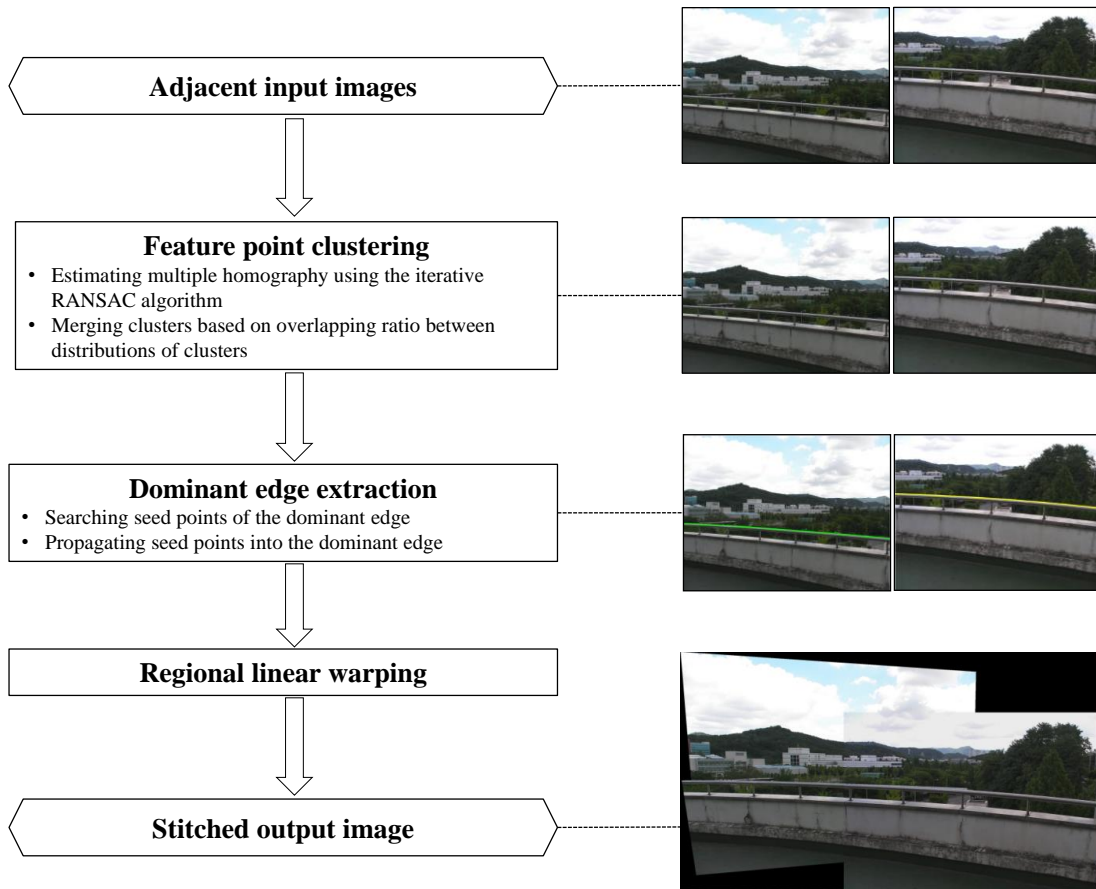 Adjacent input images
Feature point clustering
• Estimating multiple homography using the iterative
RANSAC algorithm
• Merging clusters based on overlapping ratio between
distributions of clusters
Dominant edge extraction
• Searching seed points of the dominant edge
• Propagating seed points into the dominant edge
Regional linear warping
Stitched output image